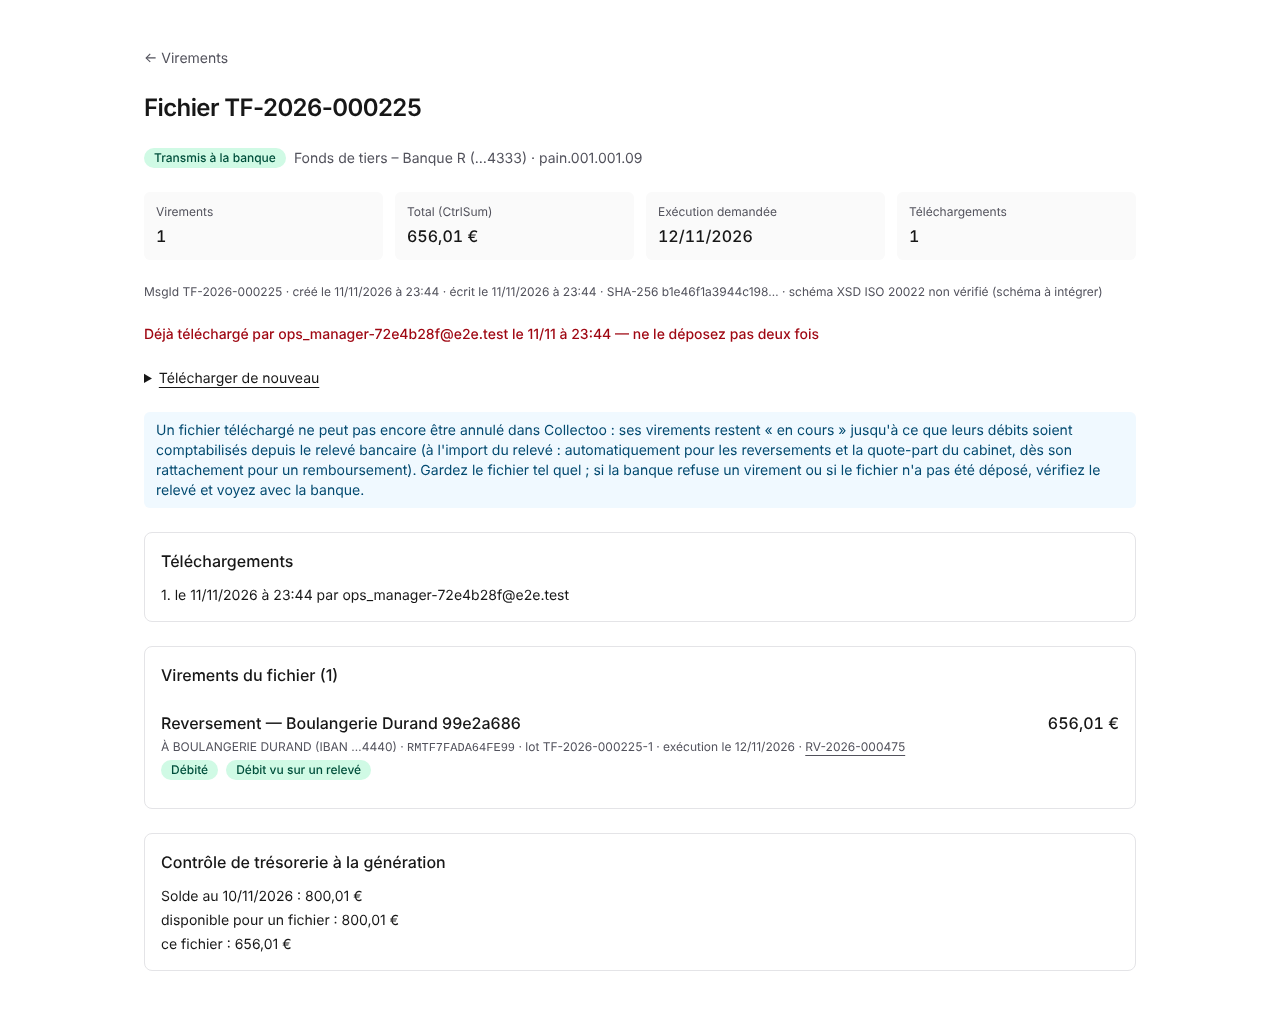 ← Virements
Fichier TF-2026-000225
Transmis à la banque Fonds de tiers – Banque R (…4333) · pain.001.001.09
Virements
1
Total (CtrlSum)
656,01 €
Exécution demandée
12/11/2026
Téléchargements
1
MsgId TF-2026-000225 · créé le 11/11/2026 à 23:44 · écrit le 11/11/2026 à 23:44 · SHA-256 b1e46f1a3944c198… · schéma XSD ISO 20022 non vérifié (schéma à intégrer)
Déjà téléchargé par ops_manager-72e4b28f@e2e.test le 11/11 à 23:44 — ne le déposez pas deux fois
▶ Télécharger de nouveau
Un fichier téléchargé ne peut pas encore être annulé dans Collectoo : ses virements restent « en cours » jusqu'à ce que leurs débits soient
comptabilisés depuis le relevé bancaire (à l'import du relevé : automatiquement pour les reversements et la quote-part du cabinet, dès son
rattachement pour un remboursement). Gardez le fichier tel quel ; si la banque refuse un virement ou si le fichier n'a pas été déposé, vérifiez le
relevé et voyez avec la banque.
Téléchargements
1. le 11/11/2026 à 23:44 par ops_manager-72e4b28f@e2e.test
Virements du fichier (1)
Reversement — Boulangerie Durand 99e2a686 656,01 €
À BOULANGERIE DURAND (IBAN …4440) · RMTF7FADA64FE99 · lot TF-2026-000225-1 · exécution le 12/11/2026 · RV-2026-000475
Débité Débit vu sur un relevé
Contrôle de trésorerie à la génération
Solde au 10/11/2026 : 800,01 €
disponible pour un fichier : 800,01 €
ce fichier : 656,01 €